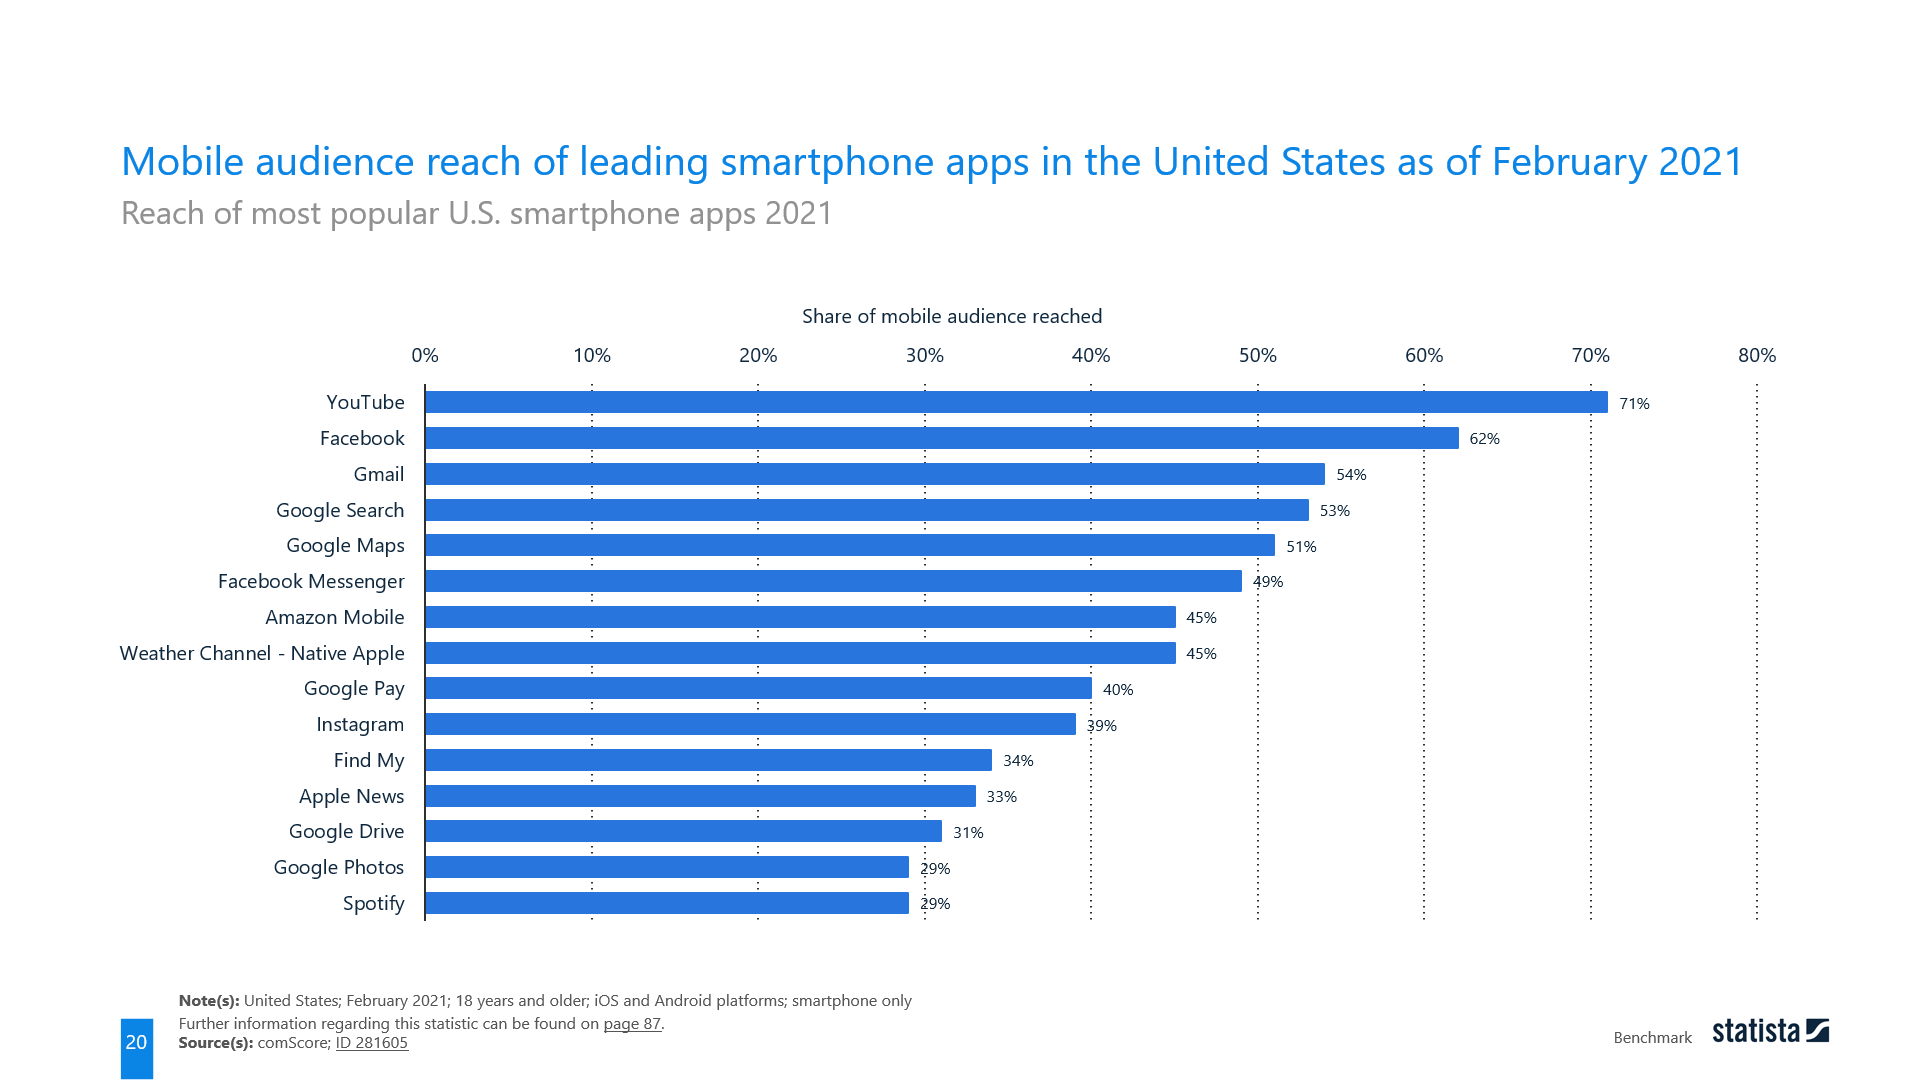 Mobile audience reach of leading smartphone apps in the United States as of February 2021
Reach of most popular U.S. smartphone apps 2021
Share of mobile audience reached
0% 10% 20% 30% 40% 50% 60% 70% 80%
YouTube 71%
Facebook 62%
Gmail 54%
Google Search 53%
Google Maps 51%
Facebook Messenger 49%
Amazon Mobile 45%
Weather Channel - Native Apple 45%
Google Pay 40%
Instagram 39%
Find My 34%
Apple News 33%
Google Drive 31%
Google Photos 29%
Spotify 29%
Note(s): United States; February 2021; 18 years and older; iOS and Android platforms; smartphone only
Further information regarding this statistic can be found on page 87.
Source(s): comScore; ID 281605
20
Benchmark statista